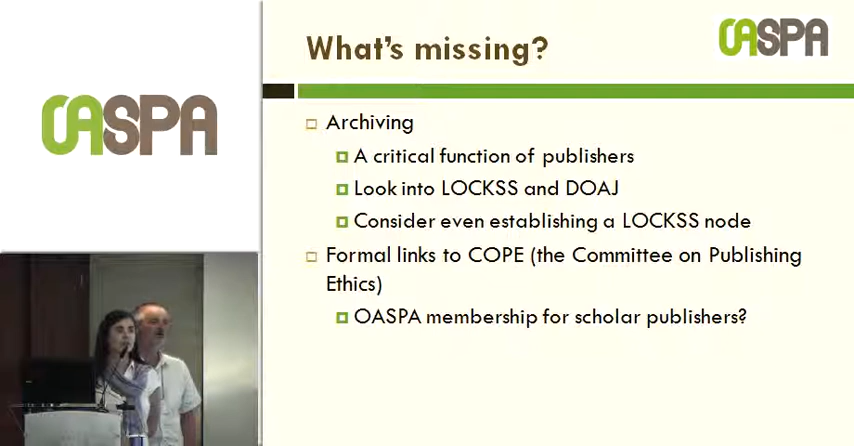 OASPA
What's missing?
OASPA
Archiving
A critical function of publishers
Look into LOCKSS and DOAJ
Consider even establishing a LOCKSS node
Formal links to COPE (the Committee on Publishing
Ethics)
OASPA membership for scholar publishers?